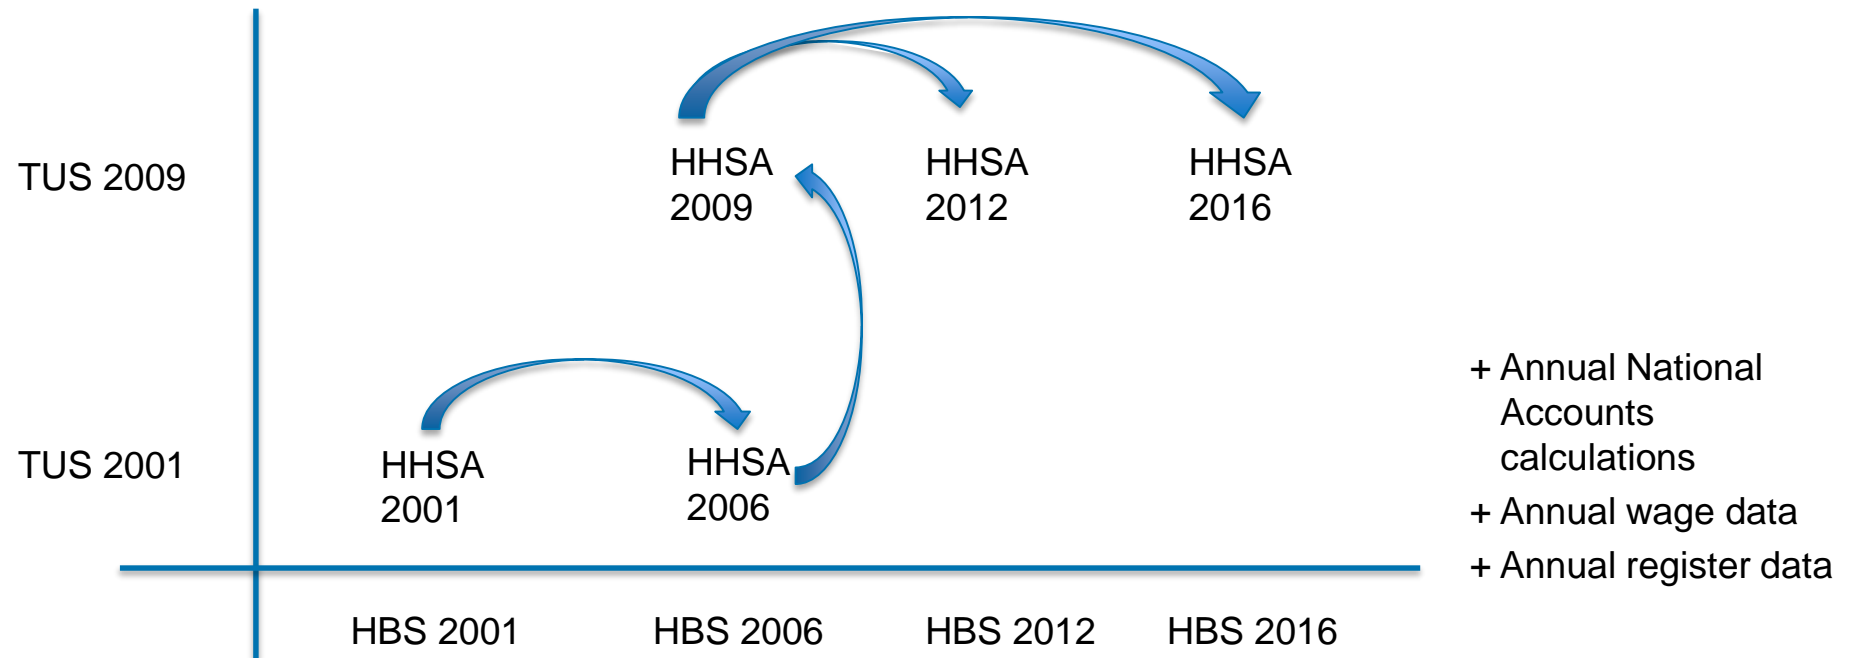 TUS 2009
HHSA
2009
HHSA
2012
HHSA
2016
TUS 2001
HHSA
2001
HHSA
2006
+ Annual National
Accounts
calculations
+ Annual wage data
+ Annual register data
HBS 2001
HBS 2006
HBS 2012
HBS 2016